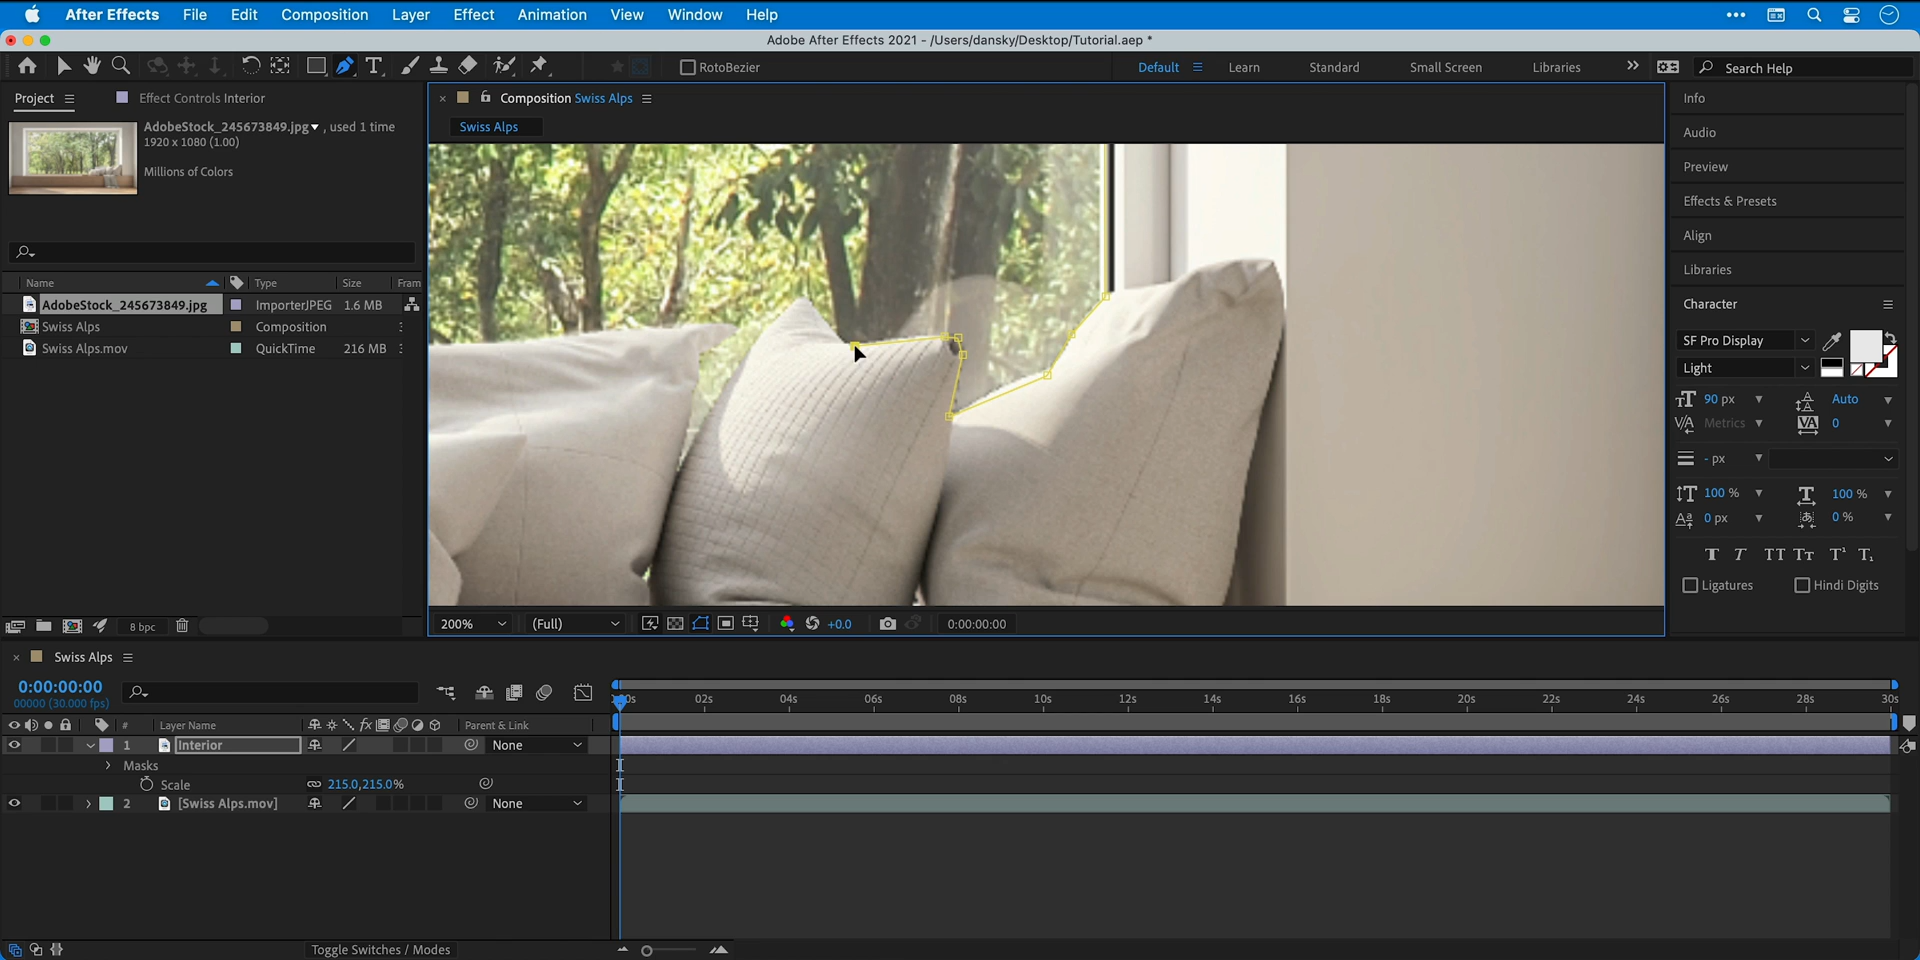 After Effects File Edit Composition Layer Effect Animation View Window Help
Adobe After Effects 2021 - /Users/dansky/Desktop/Tutorial.aep *
RotoBezier Default Learn Standard Small Screen Libraries Search Help
Project Effect Controls Interior Composition Swiss Alps Info
AdobeStock_245673849.jpg , used 1 time
1920 x 1080 (1.00)
Millions of Colors
Swiss Alps
Audio
Preview
Effects & Presets
Align
Libraries
Character
Name Type Size Fram
AdobeStock_245673849.jpg ImporterJPEG 1.6 MB
Swiss Alps Composition
Swiss Alps.mov QuickTime 216 MB
SF Pro Display
Light
90 px Auto
Metrics 0
- px
100 % 100 %
0 px 0 %
Ligatures Hindi Digits
8 bpc 200% (Full) +0.0 0:00:00:00
Swiss Alps
0:00:00:00
00000 (30.000 fps)
02s 04s 06s 08s 10s 12s 14s 16s 18s 20s 22s 24s 26s 28s 30s
# Layer Name Parent & Link
1 Interior None
Masks
Scale 215.0,215.0%
2 [Swiss Alps.mov] None
Toggle Switches / Modes